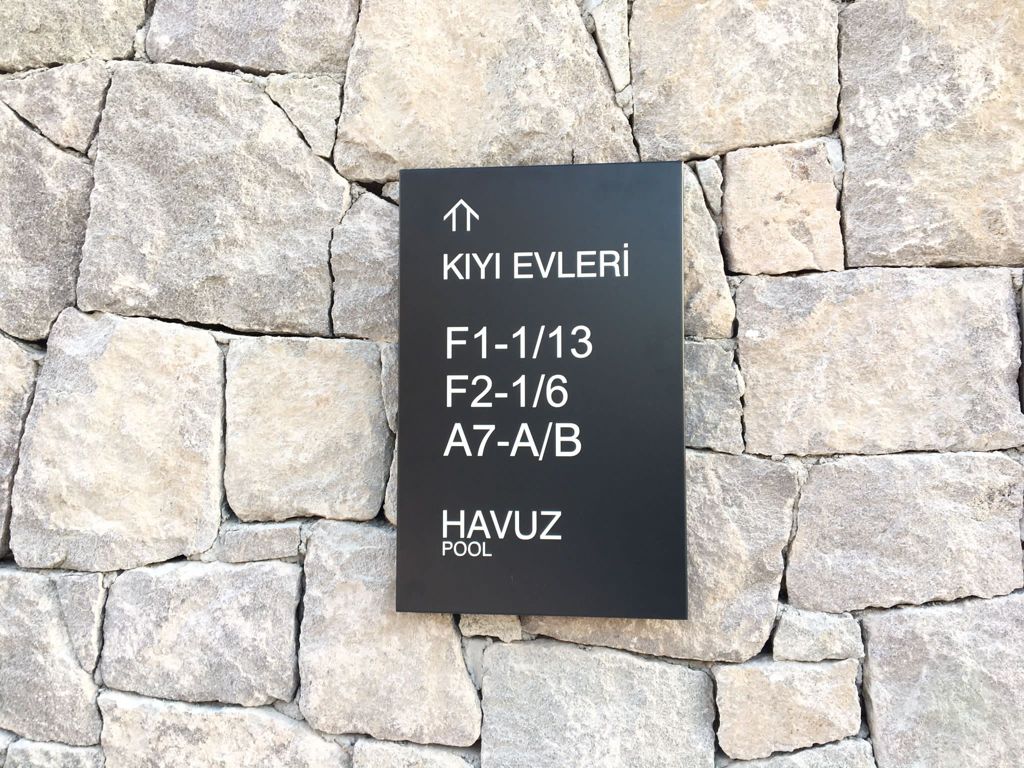 KIYI EVLERİ
F1-1/13
F2-1/6
A7-A/B
HAVUZ
POOL